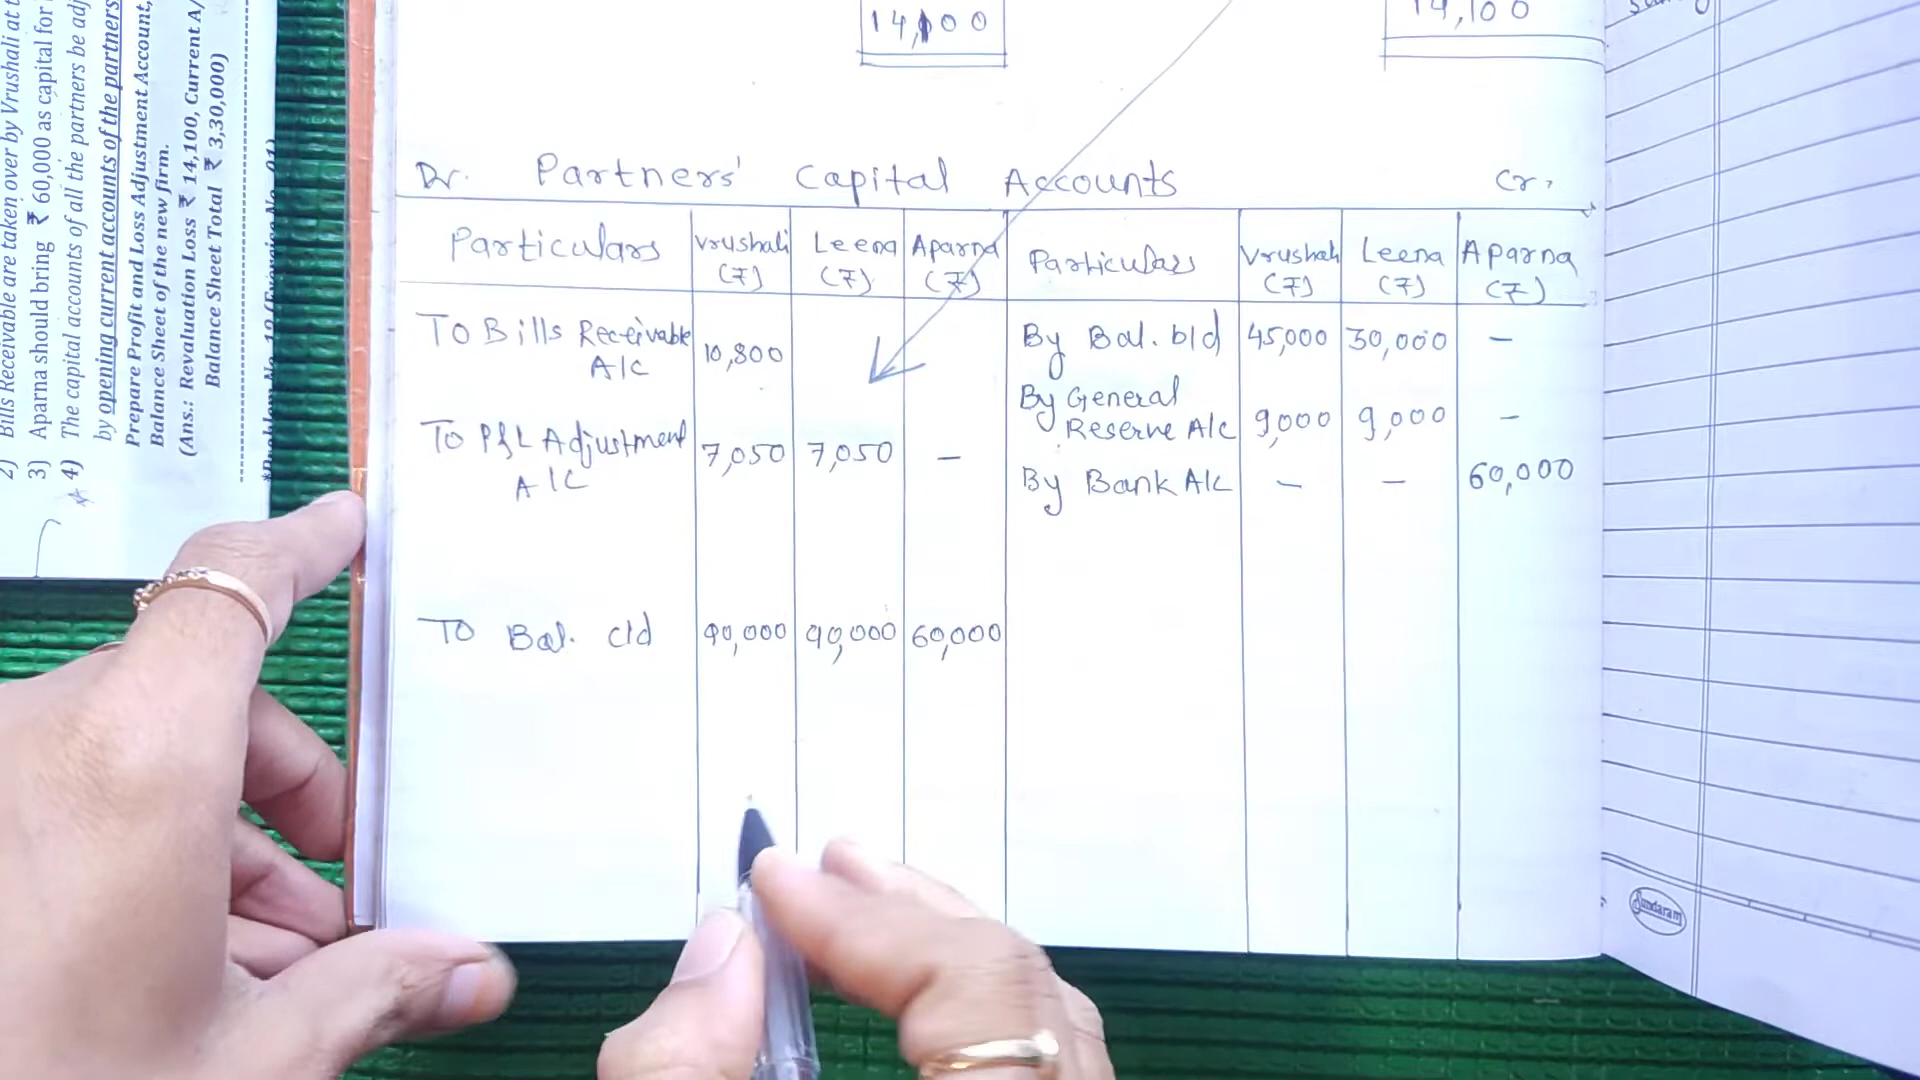 2) Bills Receivable are taken over by Vrushali at t
3) Aparna should bring ₹ 60,000 as capital for
4) The capital accounts of all the partners be adj
by opening current accounts of the partners
Prepare Profit and Loss Adjustment Account,
Balance Sheet of the new firm.
(Ans.: Revaluation Loss ₹ 14,100, Current A/
Balance Sheet Total ₹ 3,30,000)
14,100
14,100
Dr. Partners' Capital Accounts Cr.
Particulars Vrushali (₹) Leena (₹) Aparna (₹) Particulars Vrushali (₹) Leena (₹) Aparna (₹)
To Bills Receivable A/c 10,800 By Bal. b/d 45,000 30,000 –
By General Reserve A/c 9,000 9,000 –
To P&L Adjustment A/C 7,050 7,050 – By Bank A/c – – 60,000
To Bal. c/d 90,000 90,000 60,000
Sundaram